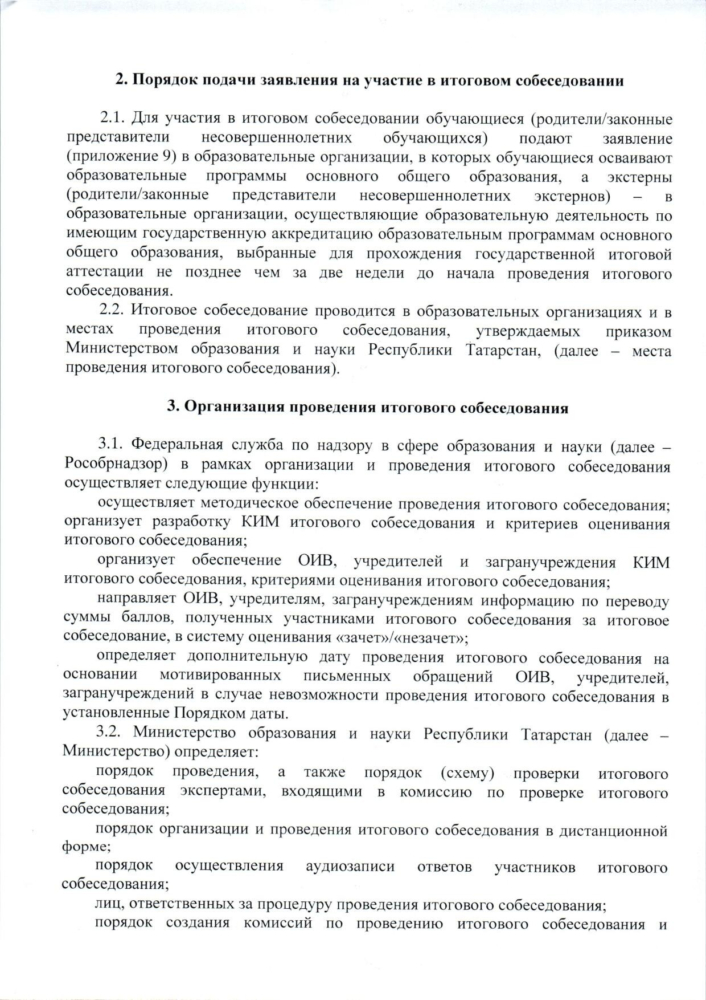 2. Порядок подачи заявления на участие в итоговом собеседовании
2.1. Для участия в итоговом собеседовании обучающиеся (родители/законные
представители несовершеннолетних обучающихся) подают заявление
(приложение 9) в образовательные организации, в которых обучающиеся осваивают
образовательные программы основного общего образования, а экстерны
(родители/законные представители несовершеннолетних экстернов) – в
образовательные организации, осуществляющие образовательную деятельность по
имеющим государственную аккредитацию образовательным программам основного
общего образования, выбранные для прохождения государственной итоговой
аттестации не позднее чем за две недели до начала проведения итогового
собеседования.
2.2. Итоговое собеседование проводится в образовательных организациях и в
местах проведения итогового собеседования, утверждаемых приказом
Министерством образования и науки Республики Татарстан, (далее – места
проведения итогового собеседования).
3. Организация проведения итогового собеседования
3.1. Федеральная служба по надзору в сфере образования и науки (далее –
Рособрнадзор) в рамках организации и проведения итогового собеседования
осуществляет следующие функции:
осуществляет методическое обеспечение проведения итогового собеседования;
организует разработку КИМ итогового собеседования и критериев оценивания
итогового собеседования;
организует обеспечение ОИВ, учредителей и загранучреждения КИМ
итогового собеседования, критериями оценивания итогового собеседования;
направляет ОИВ, учредителям, загранучреждениям информацию по переводу
суммы баллов, полученных участниками итогового собеседования за итоговое
собеседование, в систему оценивания «зачет»/«незачет»;
определяет дополнительную дату проведения итогового собеседования на
основании мотивированных письменных обращений ОИВ, учредителей,
загранучреждений в случае невозможности проведения итогового собеседования в
установленные Порядком даты.
3.2. Министерство образования и науки Республики Татарстан (далее –
Министерство) определяет:
порядок проведения, а также порядок (схему) проверки итогового
собеседования экспертами, входящими в комиссию по проверке итогового
собеседования;
порядок организации и проведения итогового собеседования в дистанционной
форме;
порядок осуществления аудиозаписи ответов участников итогового
собеседования;
лиц, ответственных за процедуру проведения итогового собеседования;
порядок создания комиссий по проведению итогового собеседования и